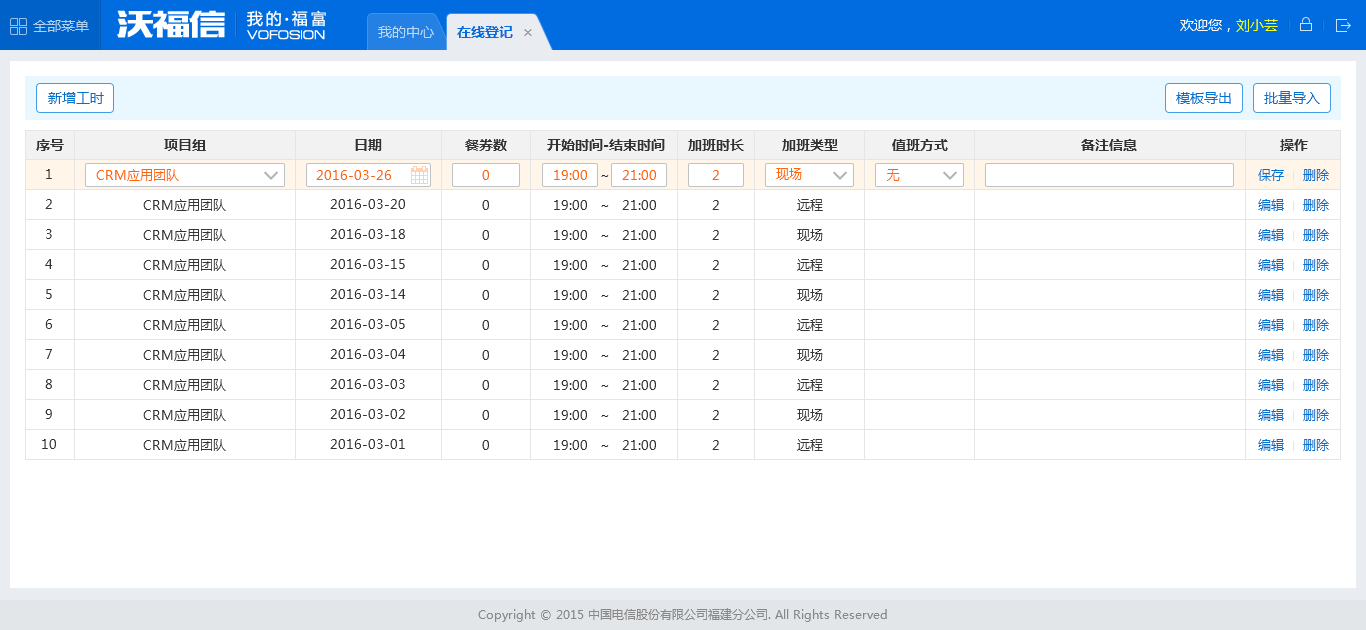 全部菜单 沃福信 我的·福富 VOFOSION 我的中心 在线登记 × 欢迎您，刘小芸
新增工时 模板导出 批量导入
序号 项目组 日期 餐券数 开始时间-结束时间 加班时长 加班类型 值班方式 备注信息 操作
1 CRM应用团队 2016-03-26 0 19:00 ~ 21:00 2 现场 无 保存 删除
2 CRM应用团队 2016-03-20 0 19:00 ~ 21:00 2 远程 编辑 删除
3 CRM应用团队 2016-03-18 0 19:00 ~ 21:00 2 现场 编辑 删除
4 CRM应用团队 2016-03-15 0 19:00 ~ 21:00 2 远程 编辑 删除
5 CRM应用团队 2016-03-14 0 19:00 ~ 21:00 2 现场 编辑 删除
6 CRM应用团队 2016-03-05 0 19:00 ~ 21:00 2 远程 编辑 删除
7 CRM应用团队 2016-03-04 0 19:00 ~ 21:00 2 现场 编辑 删除
8 CRM应用团队 2016-03-03 0 19:00 ~ 21:00 2 远程 编辑 删除
9 CRM应用团队 2016-03-02 0 19:00 ~ 21:00 2 现场 编辑 删除
10 CRM应用团队 2016-03-01 0 19:00 ~ 21:00 2 远程 编辑 删除
Copyright © 2015 中国电信股份有限公司福建分公司. All Rights Reserved